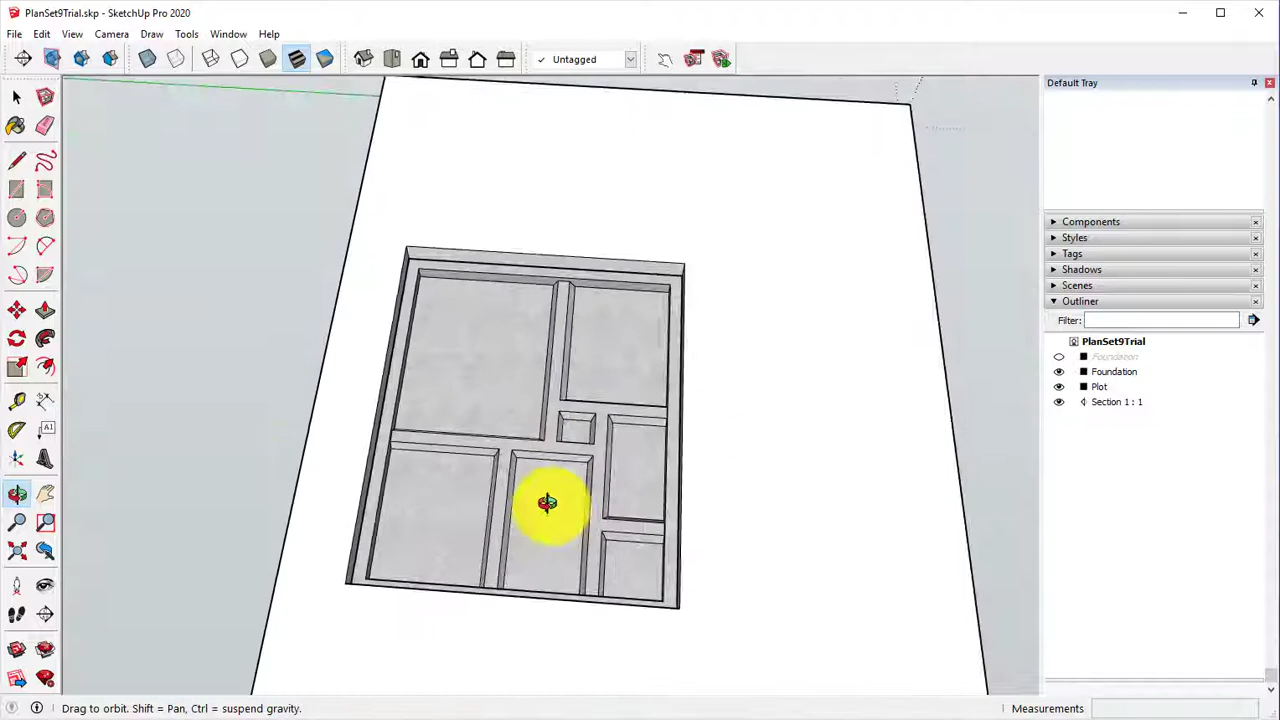 PlanSet9Trial.skp - SketchUp Pro 2020
File Edit View Camera Draw Tools Window Help
Untagged
Default Tray
Components
Styles
Tags
Shadows
Scenes
Outliner
Filter:
PlanSet9Trial
Foundation
Foundation
Plot
Section 1 : 1
A1
Drag to orbit. Shift = Pan, Ctrl = suspend gravity.
Measurements